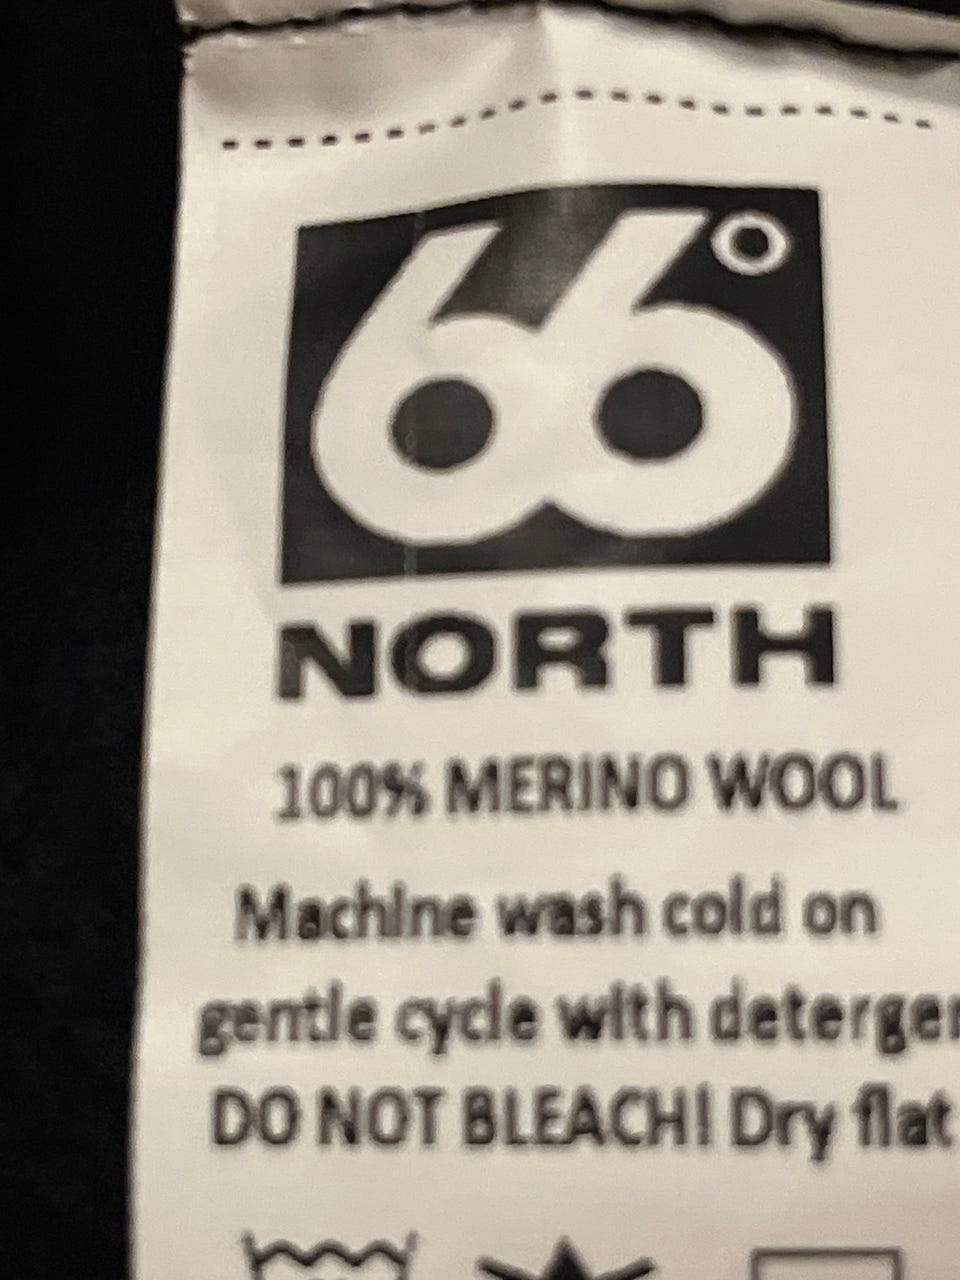 66°
NORTH
100% MERINO WOOL
Machine wash cold on
gentle cycle with deterger
DO NOT BLEACH! Dry flat